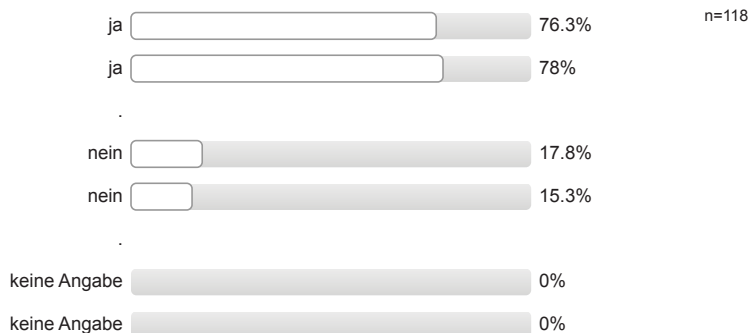 ja 76.3% n=118
ja 78%
.
nein 17.8%
nein 15.3%
.
keine Angabe 0%
keine Angabe 0%